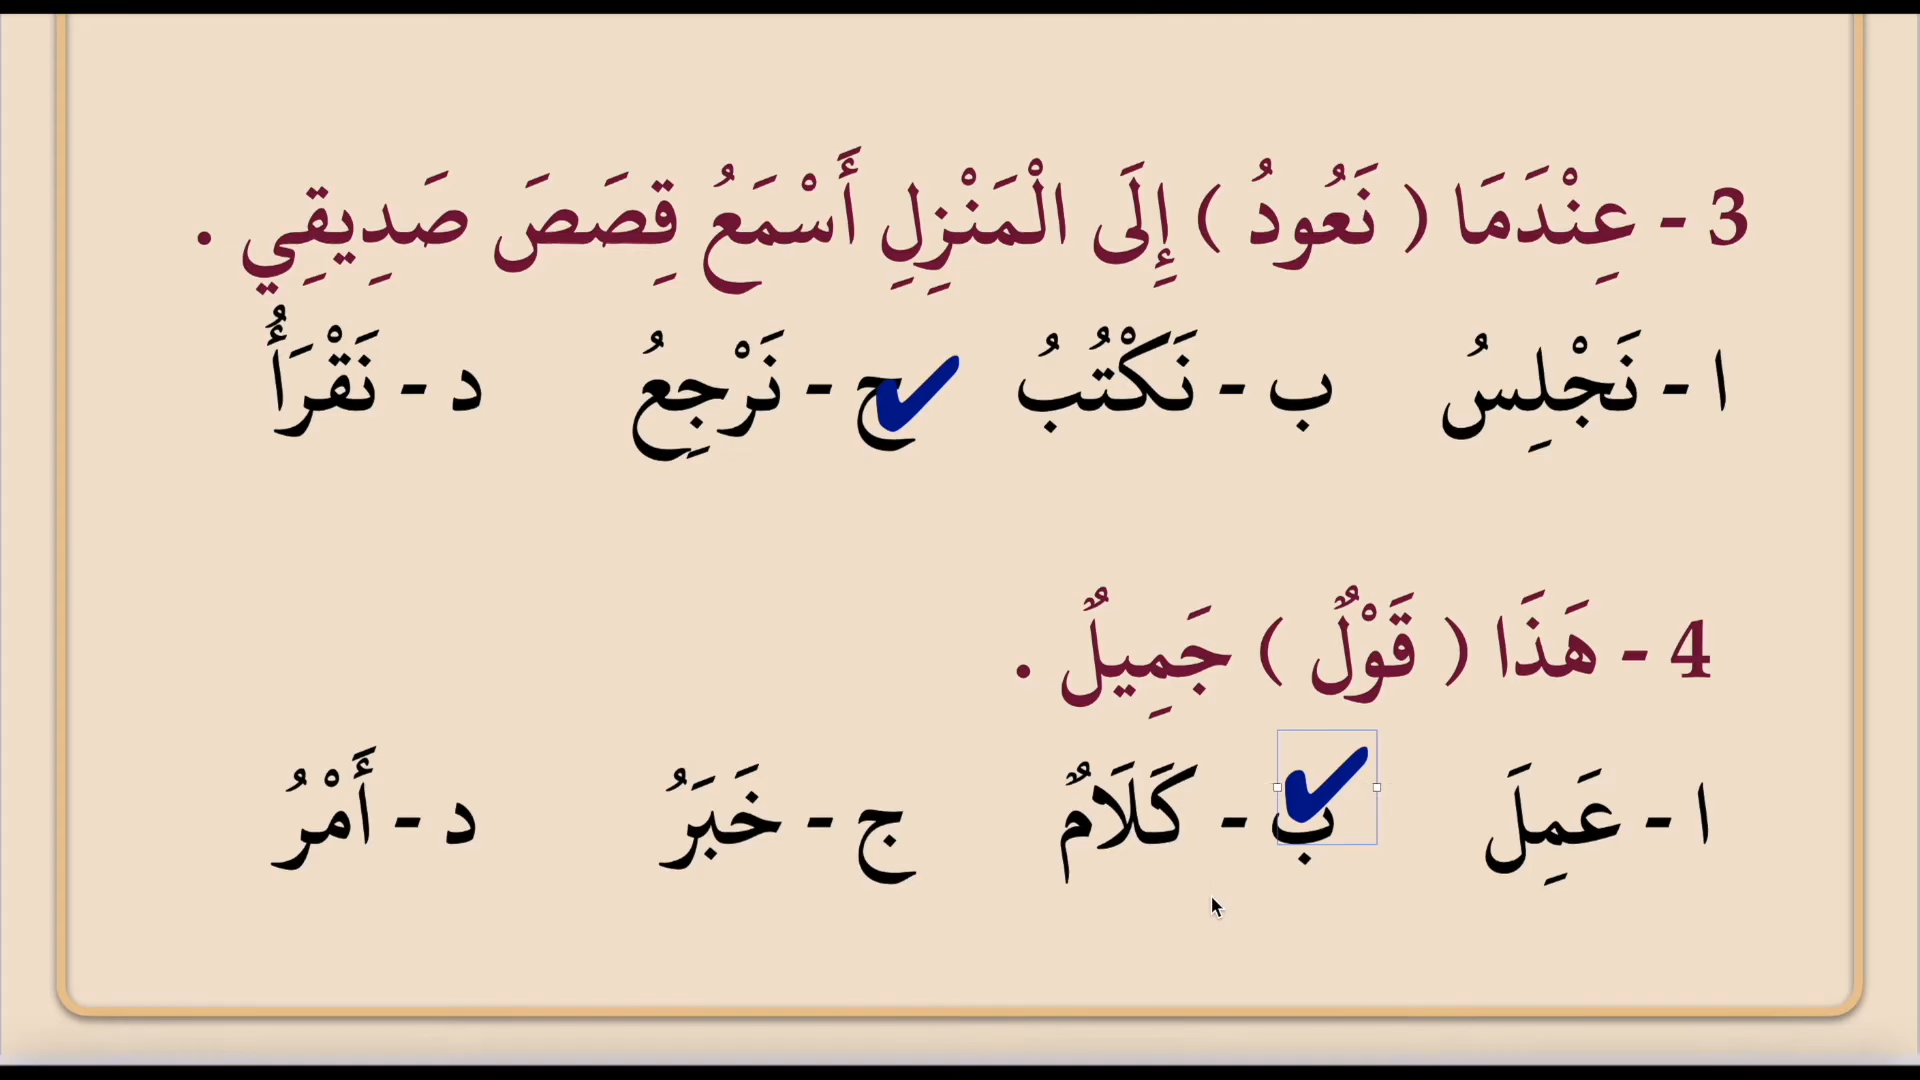 3 - عِنْدَمَا ( نَعُودُ ) إِلَى الْمَنْزِلِ أَسْمَعُ قِصَصَ صَدِيقِي .
ا - نَجْلِسُ ب - نَكْتُبُ ج - نَرْجِعُ د - نَقْرَأُ
4 - هَذَا ( قَوْلٌ ) جَمِيلٌ .
ا - عَمِلَ ب - كَلَامٌ ج - خَبَرُ د - أَمْرُ